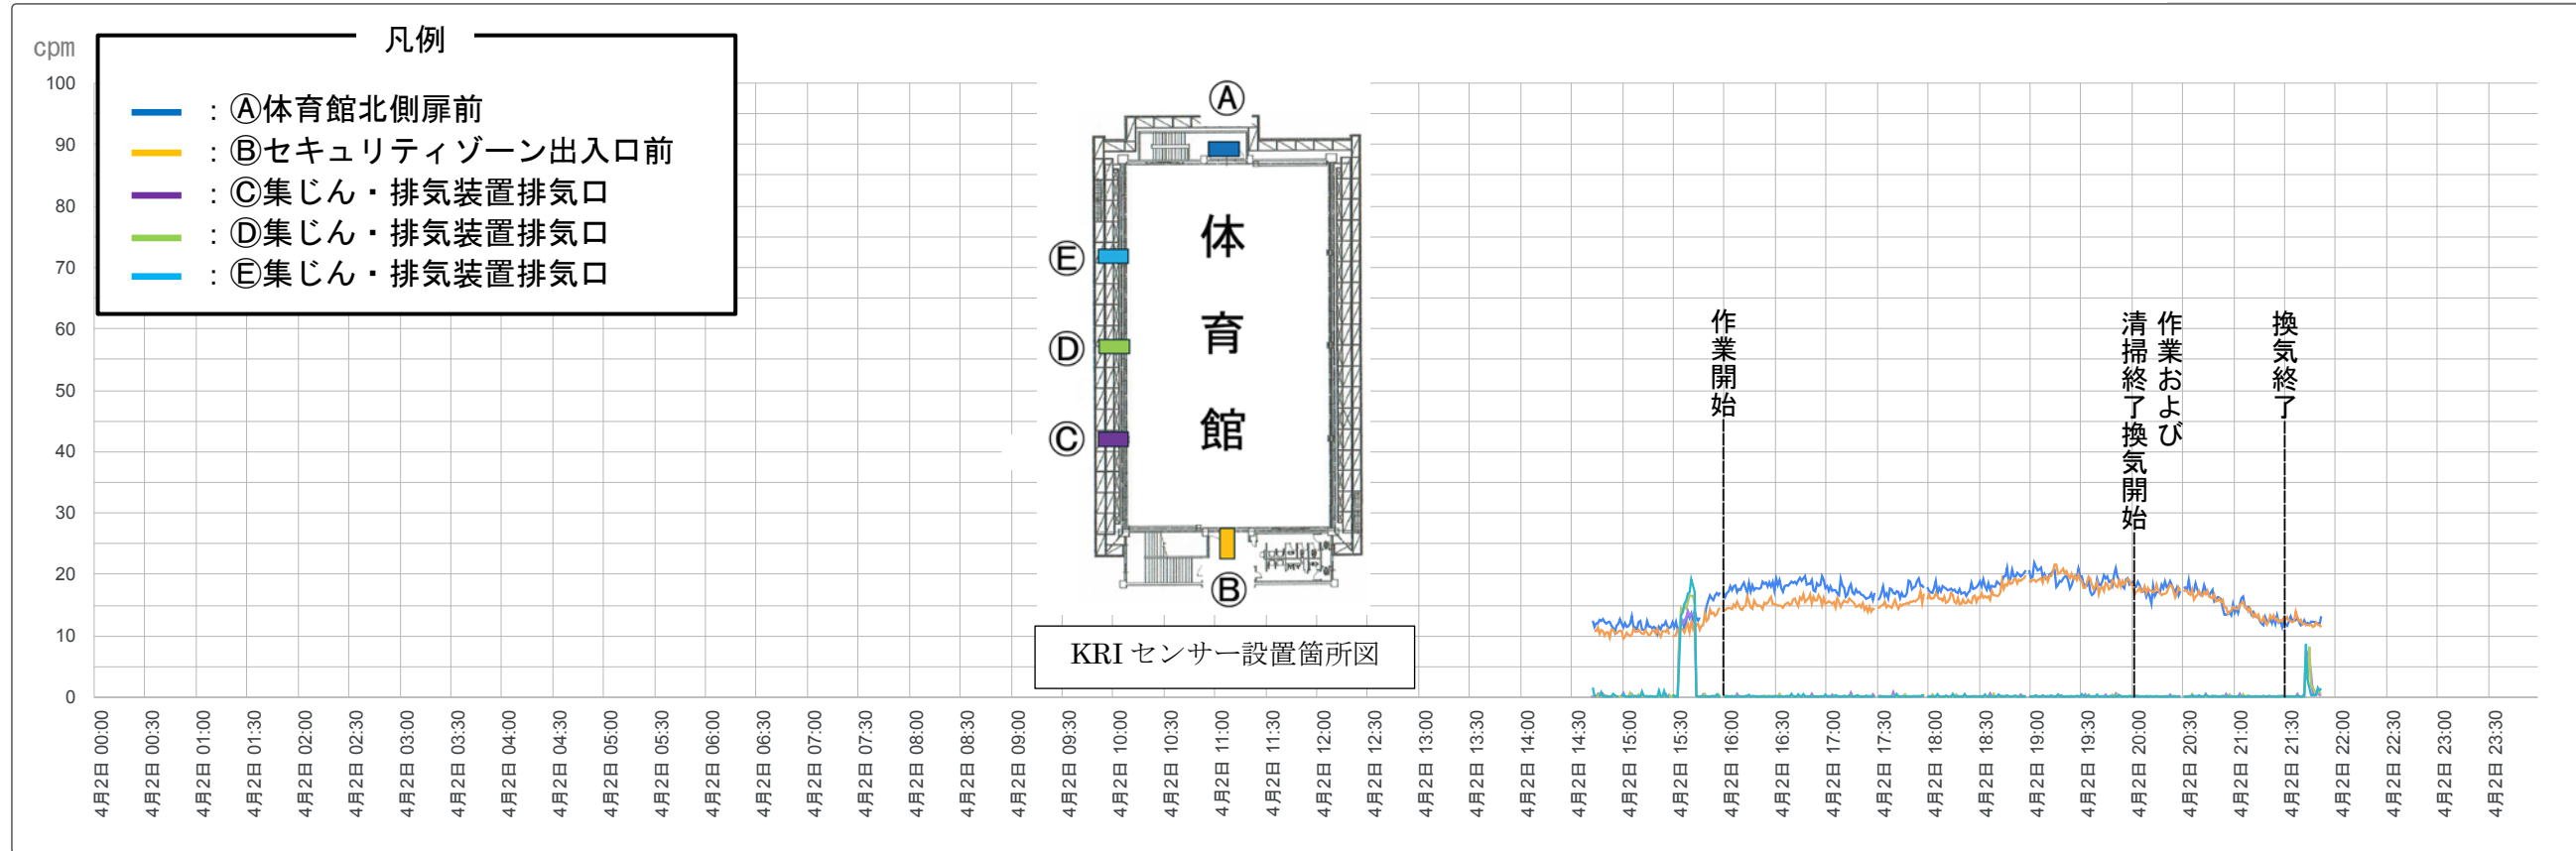 凡例
cpm
：Ⓐ体育館北側扉前
：Ⓑセキュリティゾーン出入口前
：Ⓒ集じん・排気装置排気口
：Ⓓ集じん・排気装置排気口
：Ⓔ集じん・排気装置排気口
100
90
80
70
60
50
40
30
20
10
0
Ⓐ
Ⓔ
Ⓓ
Ⓒ
Ⓑ
体育館
KRI センサー設置箇所図
作業開始
作業および
清掃終了換気開始
換気終了
4月2日 00:00
4月2日 00:30
4月2日 01:00
4月2日 01:30
4月2日 02:00
4月2日 02:30
4月2日 03:00
4月2日 03:30
4月2日 04:00
4月2日 04:30
4月2日 05:00
4月2日 05:30
4月2日 06:00
4月2日 06:30
4月2日 07:00
4月2日 07:30
4月2日 08:00
4月2日 08:30
4月2日 09:00
4月2日 09:30
4月2日 10:00
4月2日 10:30
4月2日 11:00
4月2日 11:30
4月2日 12:00
4月2日 12:30
4月2日 13:00
4月2日 13:30
4月2日 14:00
4月2日 14:30
4月2日 15:00
4月2日 15:30
4月2日 16:00
4月2日 16:30
4月2日 17:00
4月2日 17:30
4月2日 18:00
4月2日 18:30
4月2日 19:00
4月2日 19:30
4月2日 20:00
4月2日 20:30
4月2日 21:00
4月2日 21:30
4月2日 22:00
4月2日 22:30
4月2日 23:00
4月2日 23:30